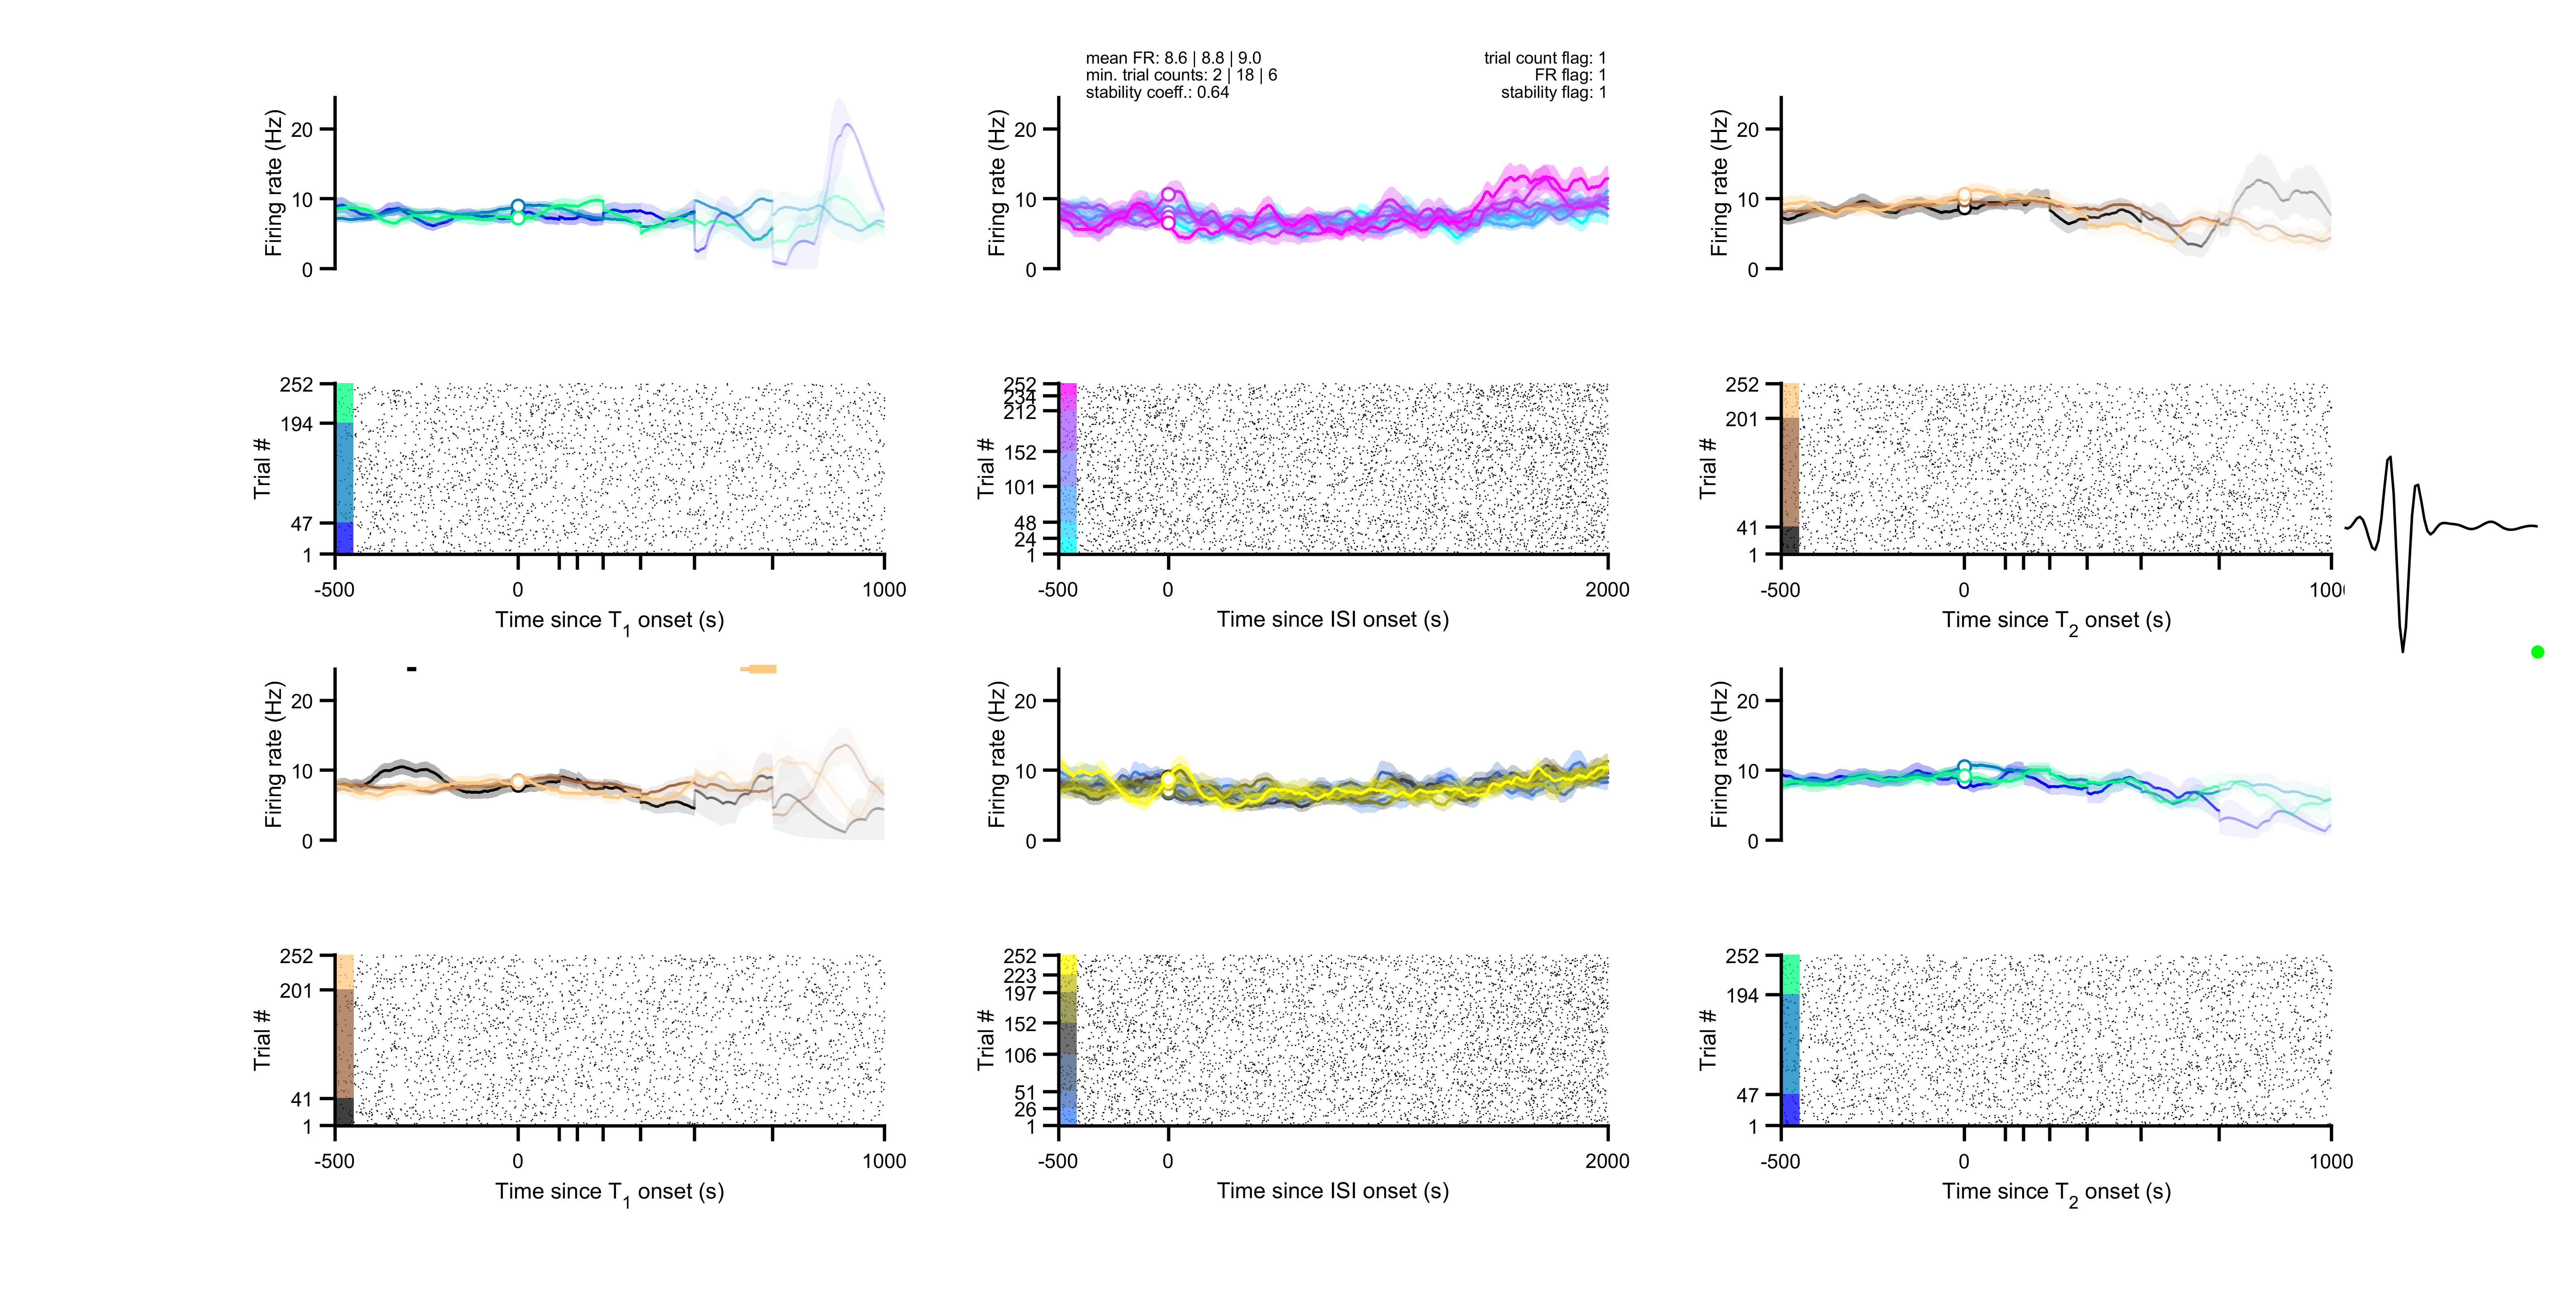 mean FR: 8.6 | 8.8 | 9.0
min. trial counts: 2 | 18 | 6
stability coeff.: 0.64
trial count flag: 1
FR flag: 1
stability flag: 1
Firing rate (Hz)
20
10
0
Firing rate (Hz)
20
10
0
Firing rate (Hz)
20
10
0
Trial #
252
194
47
1
-500
0
1000
Time since T1 onset (s)
Trial #
252
234
212
152
101
48
24
1
-500
0
2000
Time since ISI onset (s)
Trial #
252
201
41
1
-500
0
1000
Time since T2 onset (s)
Firing rate (Hz)
20
10
0
Firing rate (Hz)
20
10
0
Firing rate (Hz)
20
10
0
Trial #
252
201
41
1
-500
0
1000
Time since T1 onset (s)
Trial #
252
223
197
152
106
51
26
1
-500
0
2000
Time since ISI onset (s)
Trial #
252
194
47
1
-500
0
1000
Time since T2 onset (s)